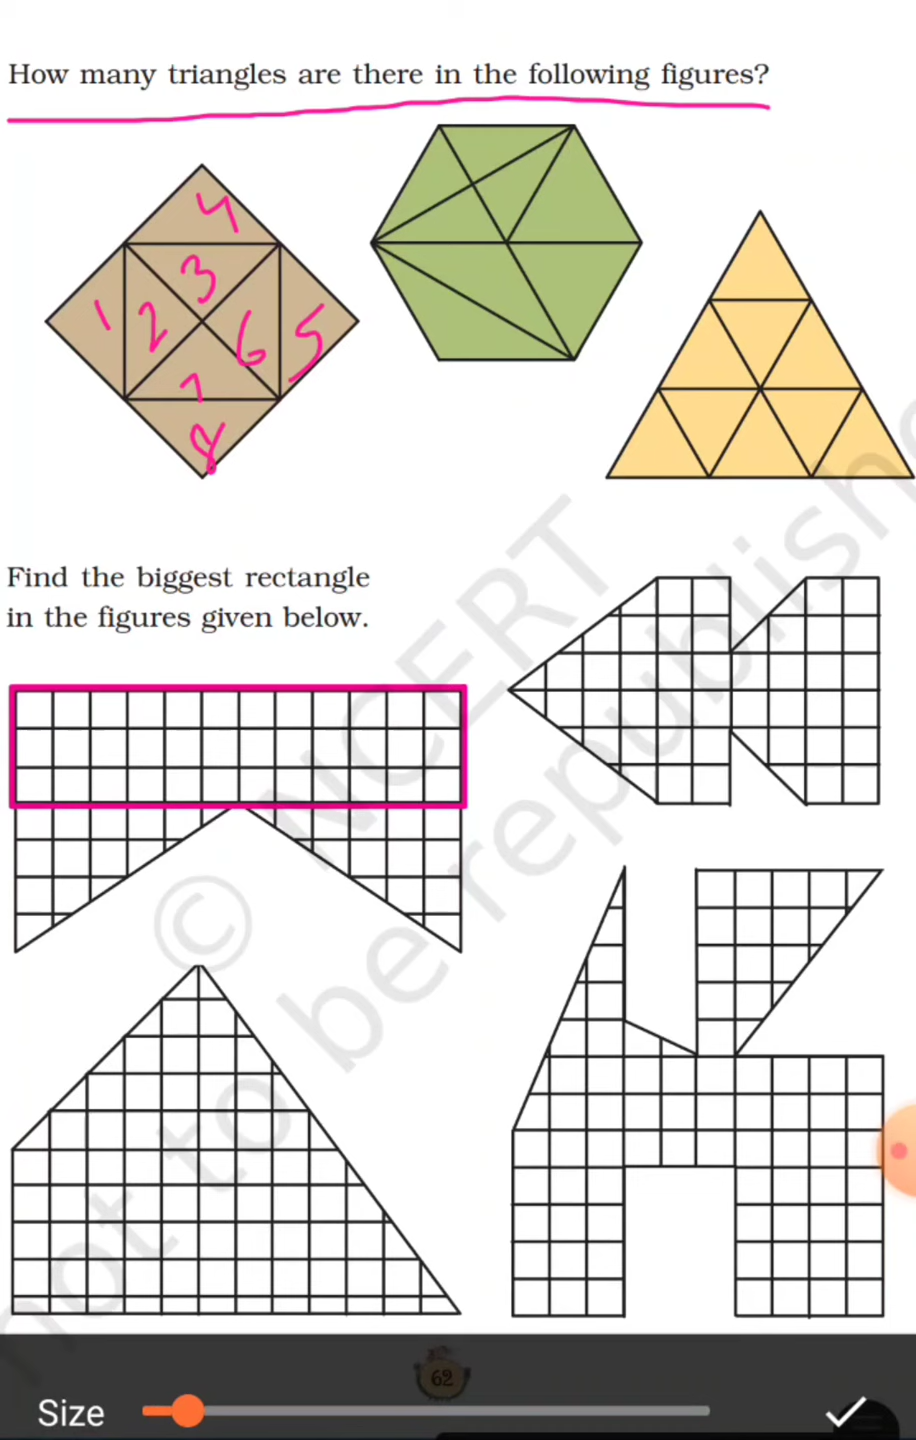 How many triangles are there in the following figures?
4
3
1 2 6 5
7
8
Find the biggest rectangle
in the figures given below.
© NCERT
not to be republishe
62
Size